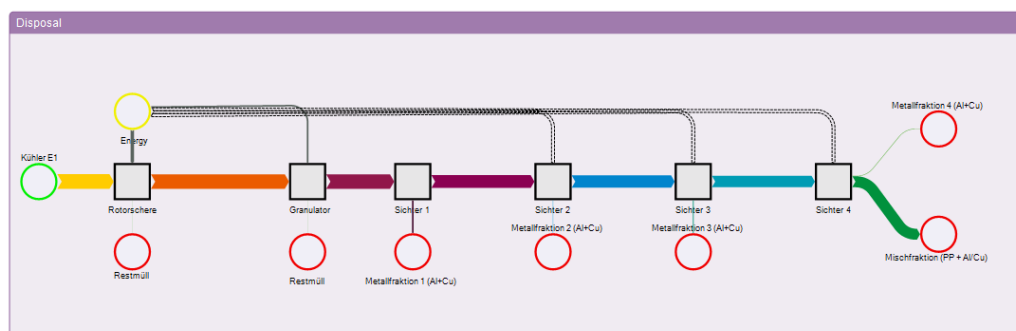 Disposal
Metallfraktion 4 (Al+Cu)
Energy
Kühler E1
Rotorschere
Granulator
Sichter 1
Sichter 2
Sichter 3
Sichter 4
Metallfraktion 2 (Al+Cu)
Metallfraktion 3 (Al+Cu)
Mischfraktion (PP + Al/Cu)
Restmüll
Restmüll
Metallfraktion 1 (Al+Cu)